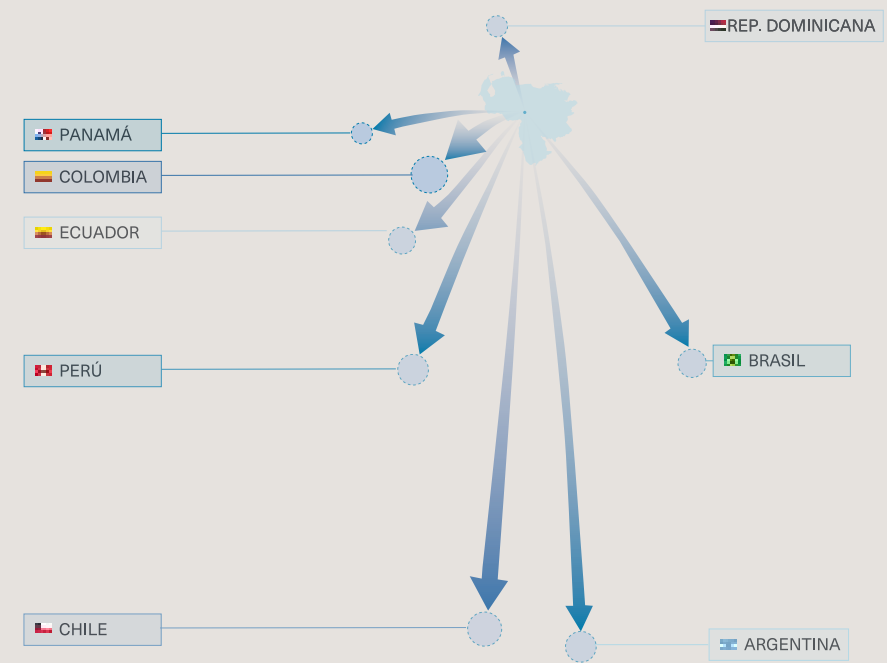 REP. DOMINICANA
PANAMÁ
COLOMBIA
ECUADOR
PERÚ
BRASIL
CHILE
ARGENTINA